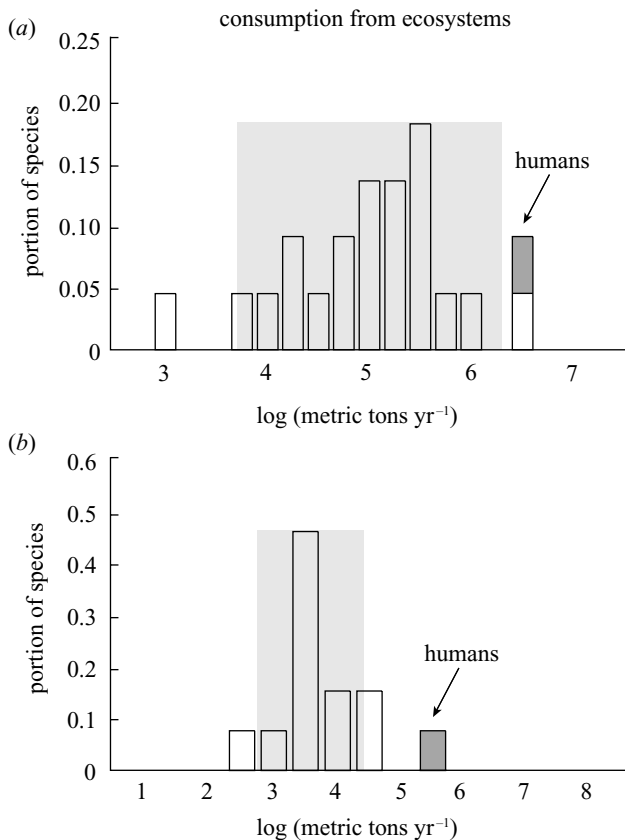 (a) consumption from ecosystems
0.25
0.20
0.15
0.10
0.05
0
portion of species
humans
3 4 5 6 7
log (metric tons yr⁻¹)
(b)
0.6
0.5
0.4
0.3
0.2
0.1
0
portion of species
humans
1 2 3 4 5 6 7 8
log (metric tons yr⁻¹)